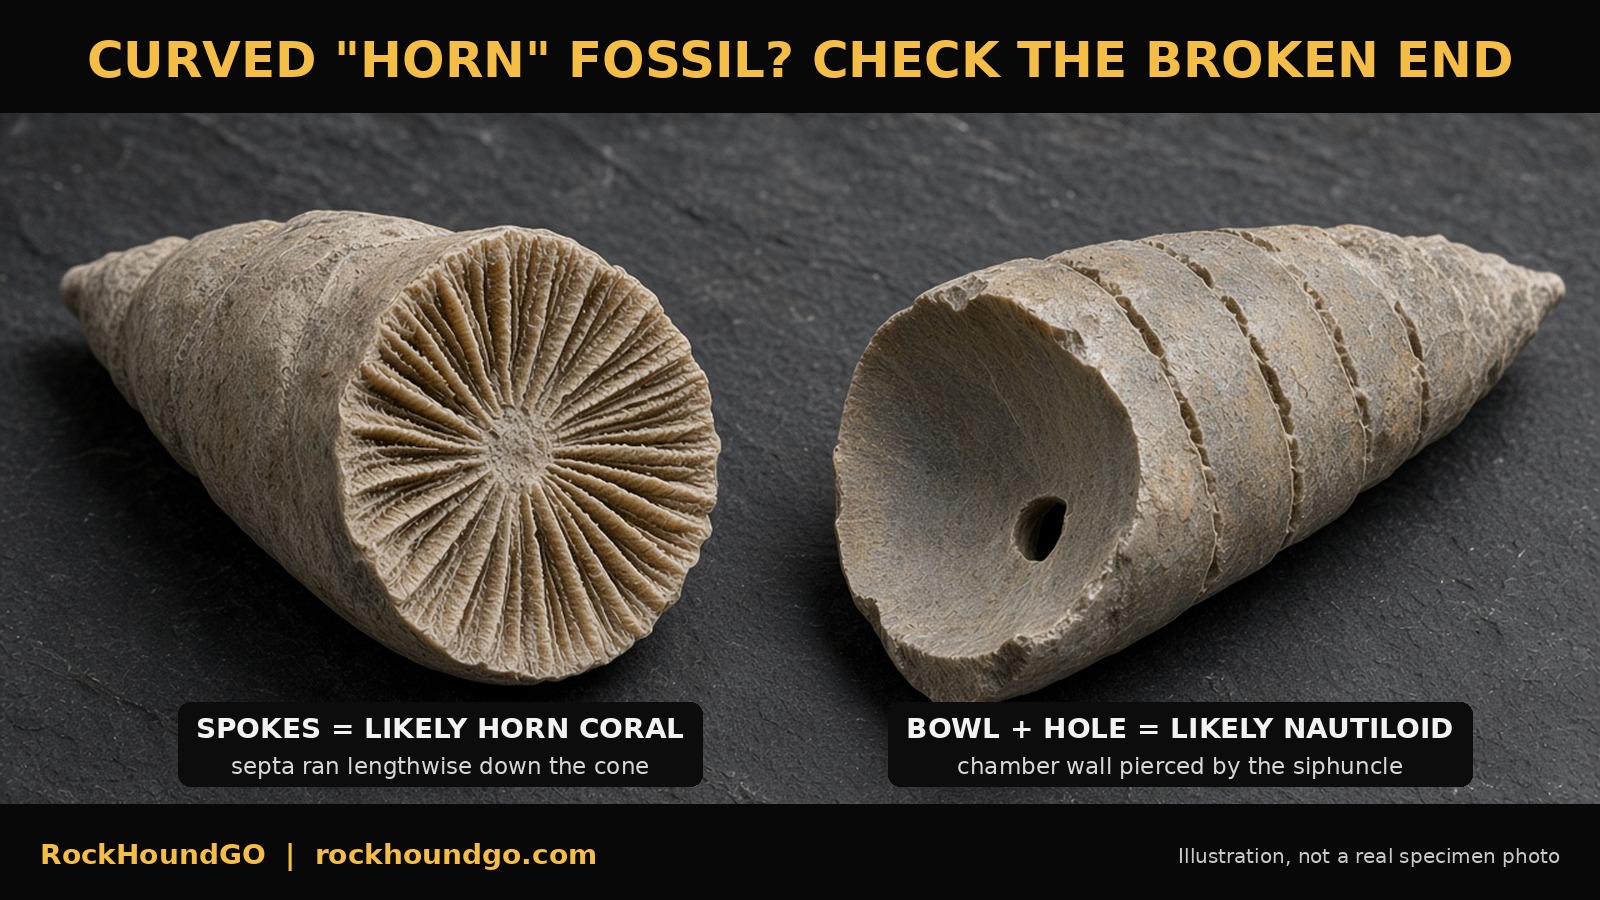 CURVED "HORN" FOSSIL? CHECK THE BROKEN END
SPOKES = LIKELY HORN CORAL
septa ran lengthwise down the cone
BOWL + HOLE = LIKELY NAUTILOID
chamber wall pierced by the siphuncle
RockHoundGO | rockhoundgo.com
Illustration, not a real specimen photo